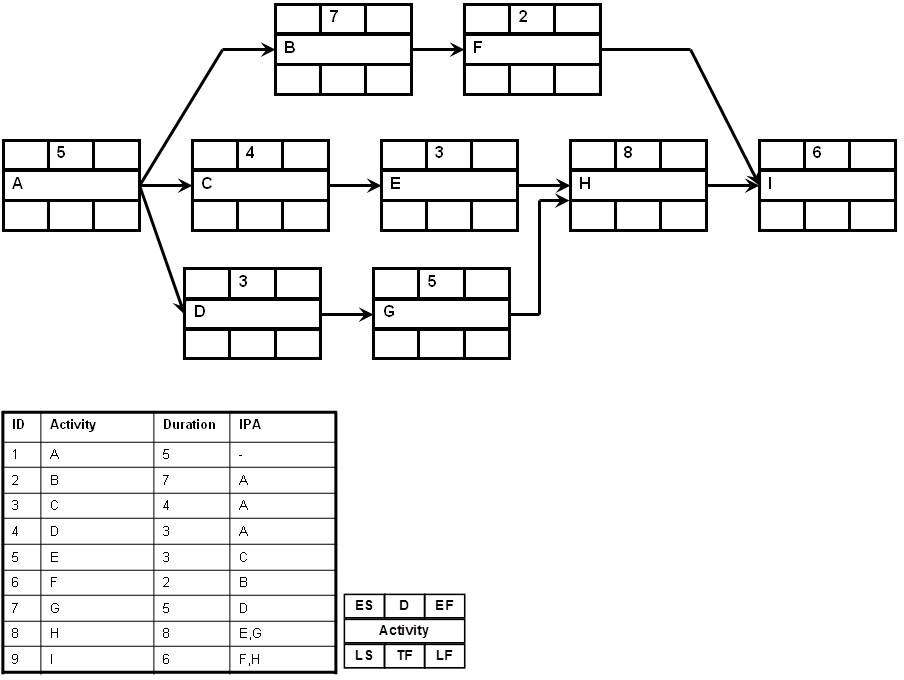 7
B
2
F
5
A
4
C
3
E
8
H
6
I
3
D
5
G
ID Activity Duration IPA
1 A 5 -
2 B 7 A
3 C 4 A
4 D 3 A
5 E 3 C
6 F 2 B
7 G 5 D
8 H 8 E,G
9 I 6 F,H
ES D EF
Activity
LS TF LF